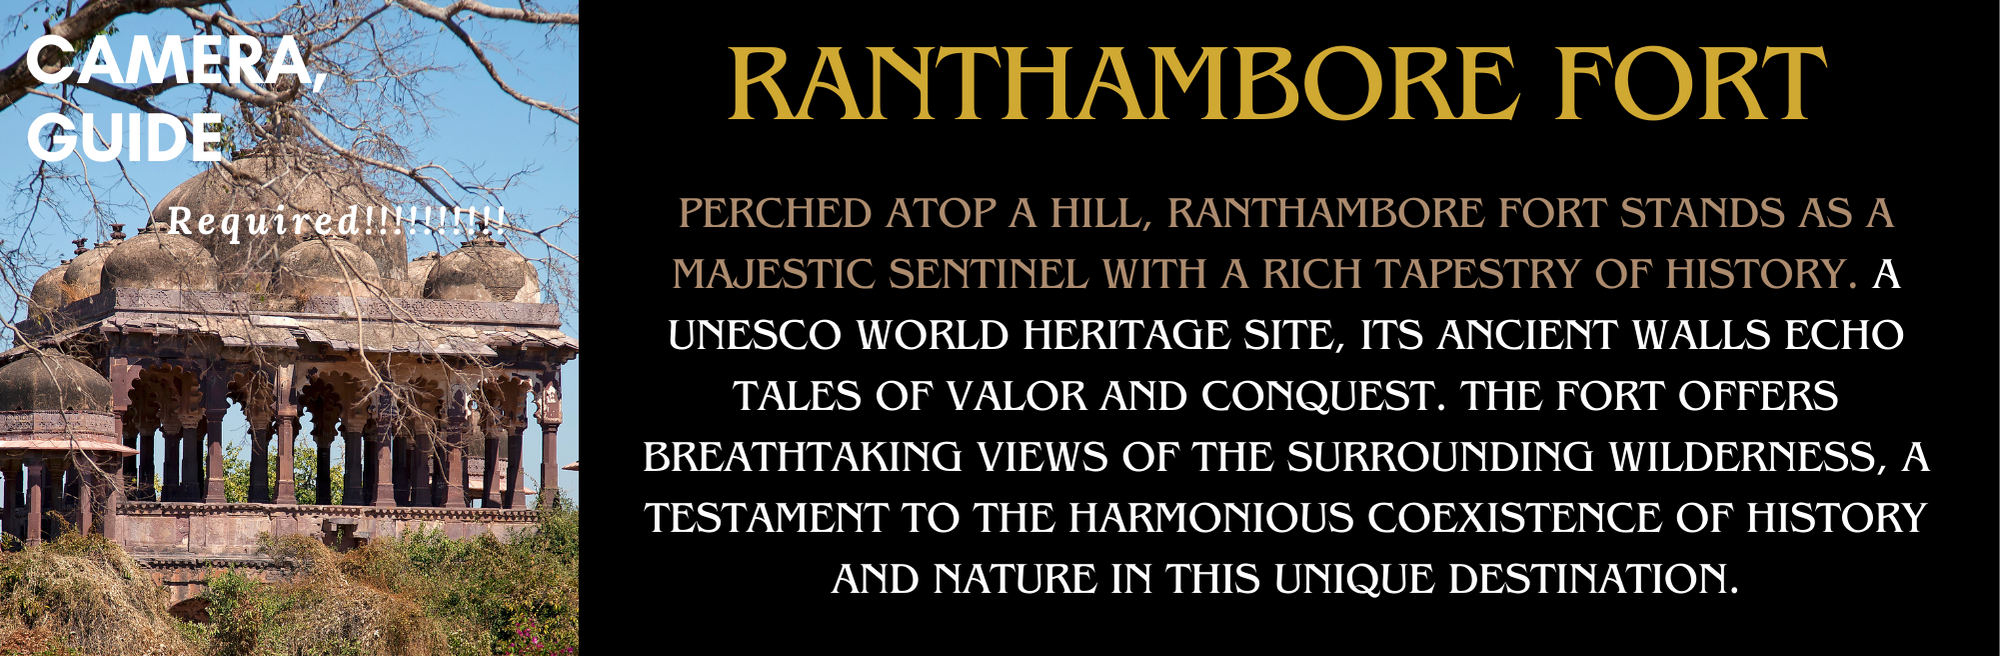 CAMERA,
GUIDE
Required!!!!!!!!!!
RANTHAMBORE FORT
PERCHED ATOP A HILL, RANTHAMBORE FORT STANDS AS A
MAJESTIC SENTINEL WITH A RICH TAPESTRY OF HISTORY. A
UNESCO WORLD HERITAGE SITE, ITS ANCIENT WALLS ECHO
TALES OF VALOR AND CONQUEST. THE FORT OFFERS
BREATHTAKING VIEWS OF THE SURROUNDING WILDERNESS, A
TESTAMENT TO THE HARMONIOUS COEXISTENCE OF HISTORY
AND NATURE IN THIS UNIQUE DESTINATION.